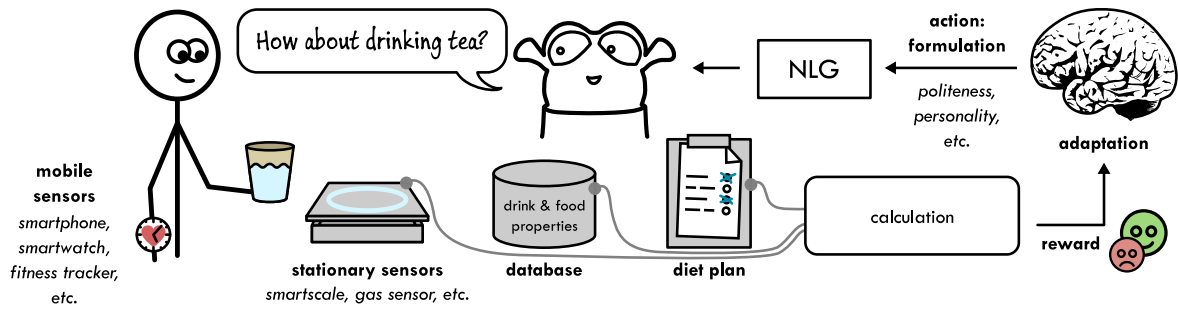 How about drinking tea?
NLG
action:
formulation
politeness,
personality,
etc.
adaptation
mobile
sensors
smartphone,
smartwatch,
fitness tracker,
etc.
stationary sensors
smartscale, gas sensor, etc.
drink & food
properties
database
diet plan
calculation
reward